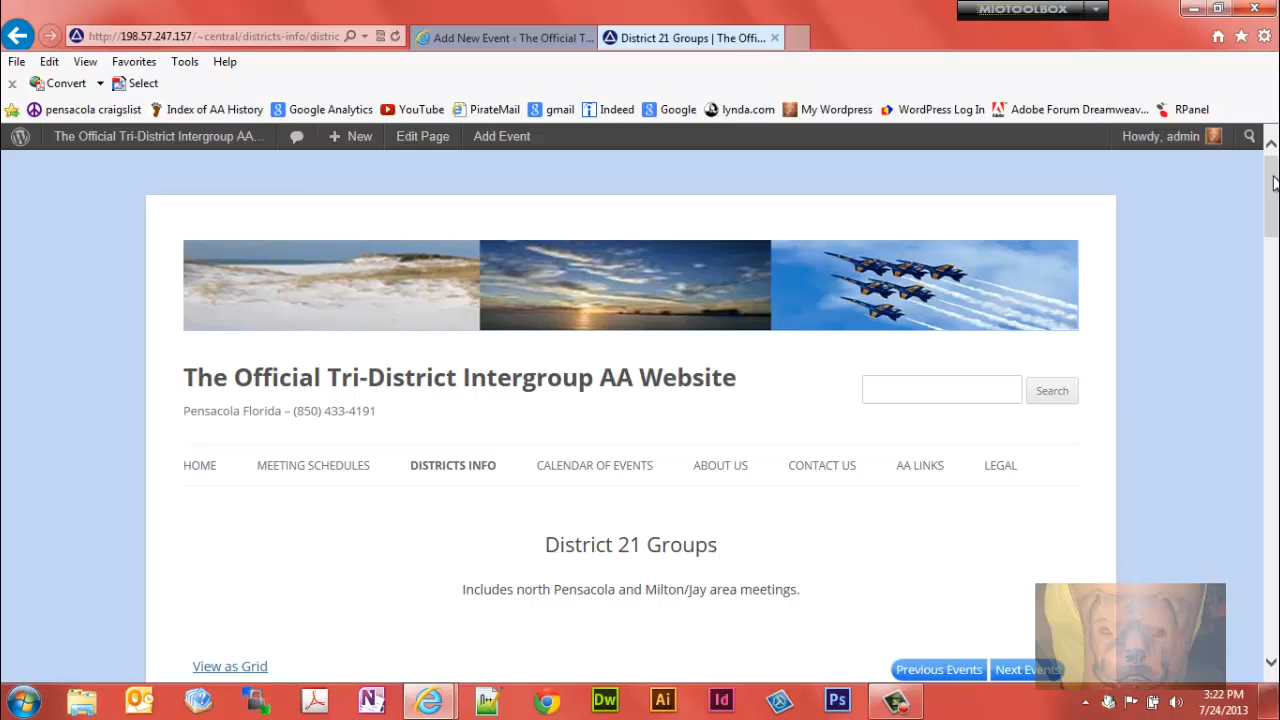 MIOTOOLBOX
http://198.57.247.157/~central/districts-info/distric
Add New Event ‹ The Official T...
District 21 Groups | The Offi...
File Edit View Favorites Tools Help
x Convert Select
pensacola craigslist Index of AA History Google Analytics YouTube PirateMail gmail Indeed Google lynda.com My Wordpress WordPress Log In Adobe Forum Dreamweav... RPanel
The Official Tri-District Intergroup AA... + New Edit Page Add Event Howdy, admin
The Official Tri-District Intergroup AA Website
Search
Pensacola Florida – (850) 433-4191
HOME MEETING SCHEDULES DISTRICTS INFO CALENDAR OF EVENTS ABOUT US CONTACT US AA LINKS LEGAL
District 21 Groups
Includes north Pensacola and Milton/Jay area meetings.
View as Grid Previous Events Next Events
Dw Ai Id Ps
3:22 PM
7/24/2013